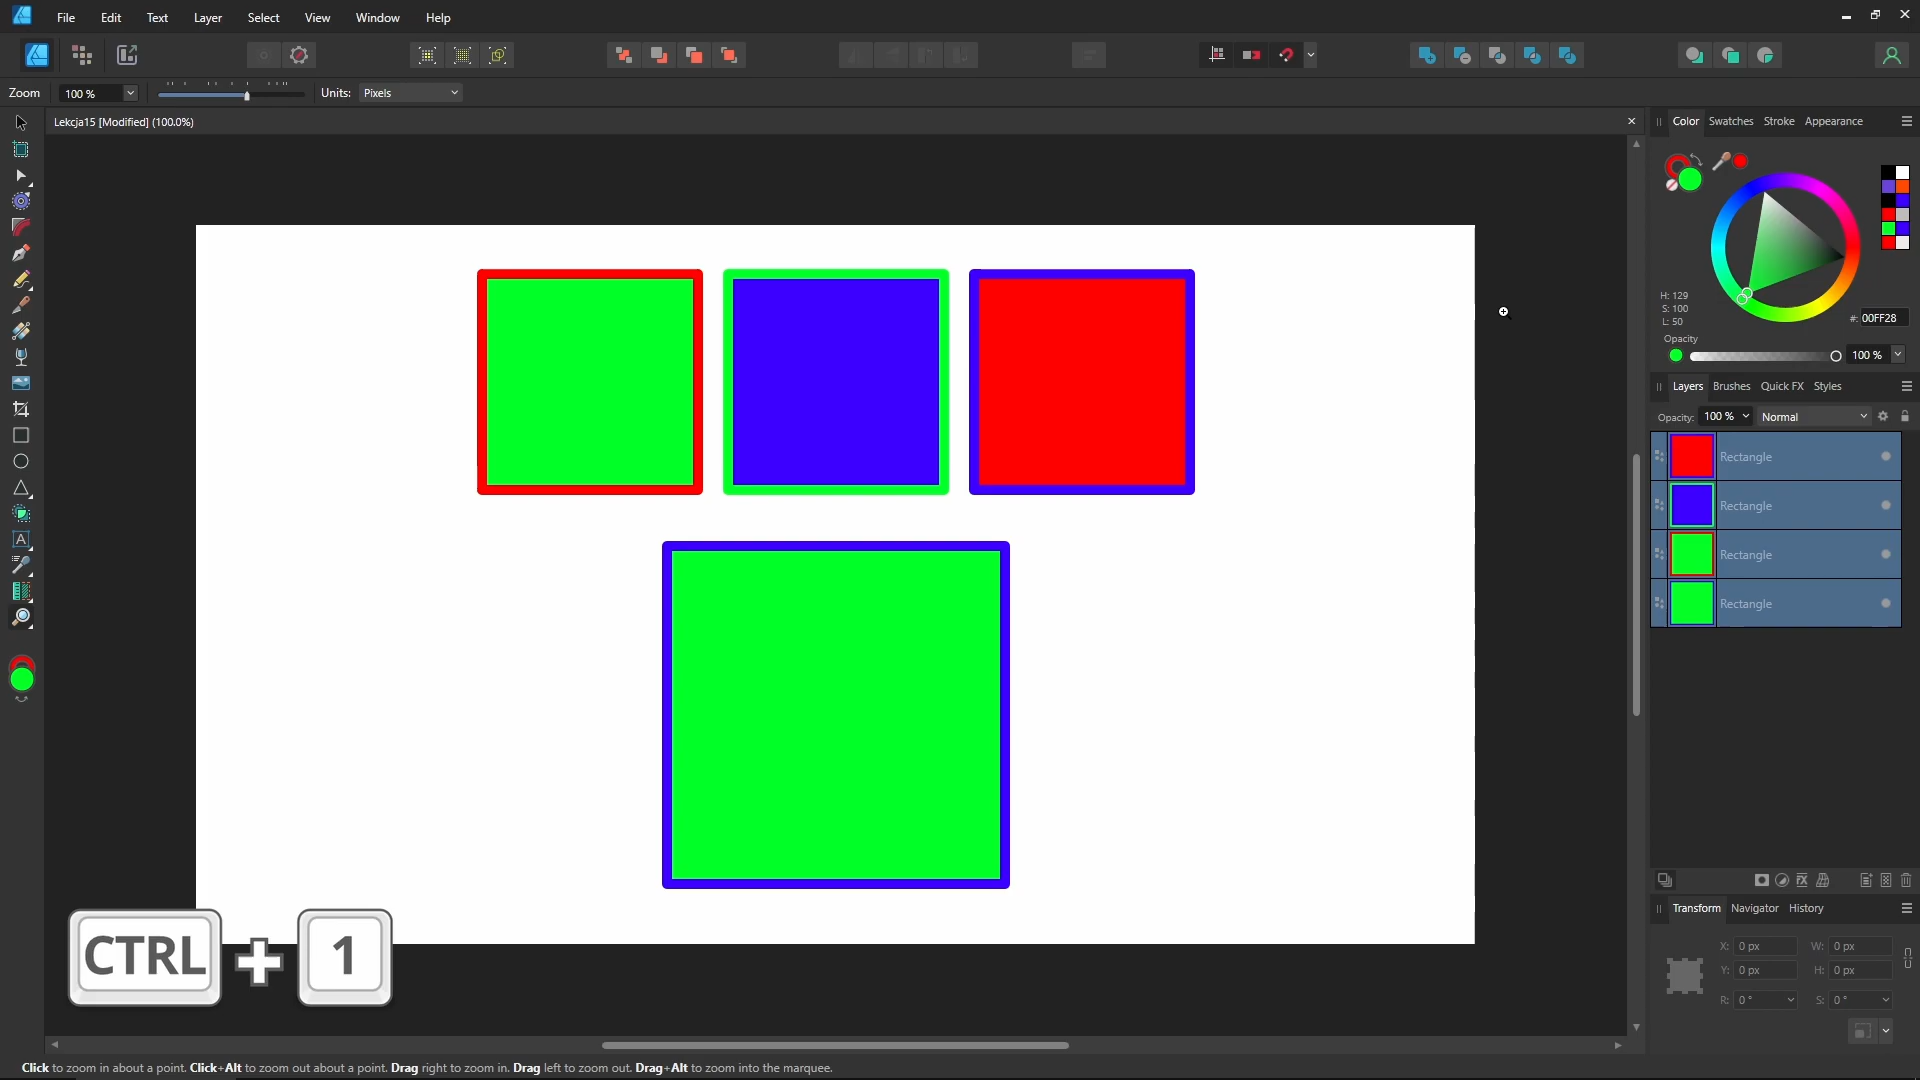 File Edit Text Layer Select View Window Help
Zoom 100 % Units: Pixels
Lekcja15 [Modified] (100.0%)
Color Swatches Stroke Appearance
H: 129
S: 100
L: 50
#: 00FF28
Opacity
100 %
Layers Brushes Quick FX Styles
Opacity: 100 % Normal
Rectangle
Rectangle
Rectangle
Rectangle
A
CTRL + 1
Transform Navigator History
X: 0 px W: 0 px
Y: 0 px H: 0 px
R: 0 ° S: 0 °
Click to zoom in about a point. Click+Alt to zoom out about a point. Drag right to zoom in. Drag left to zoom out. Drag+Alt to zoom into the marquee.